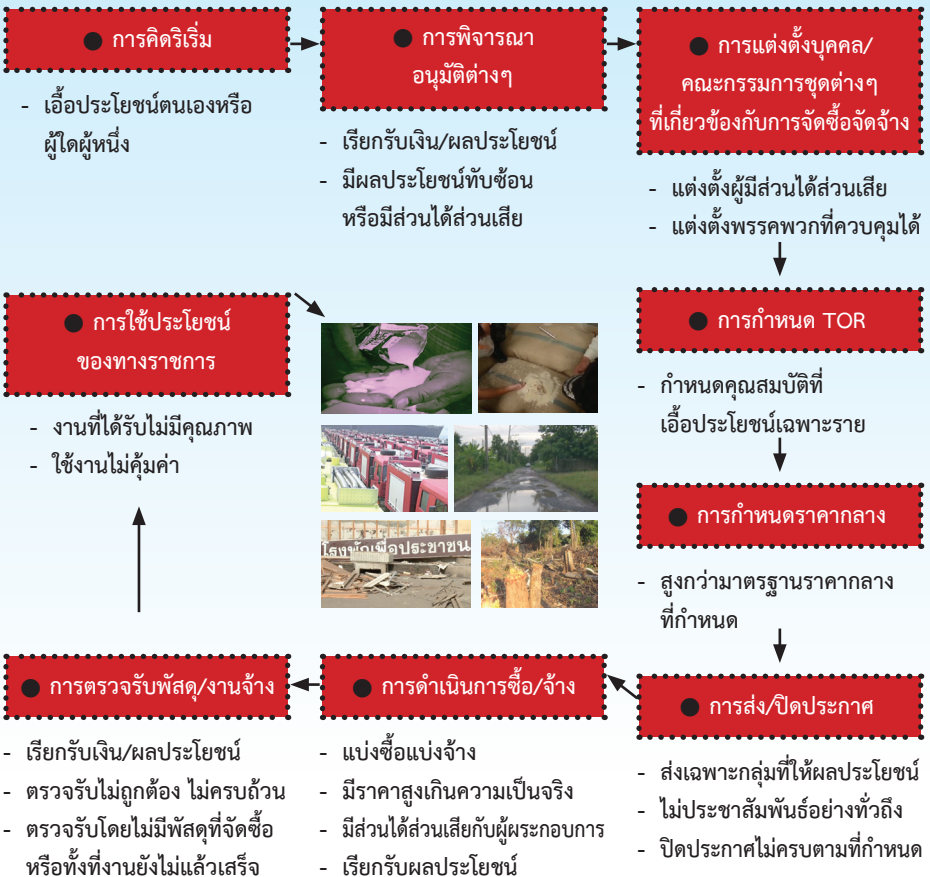 ● การคิดริเริ่ม
- เอื้อประโยชน์ตนเองหรือ
ผู้ใดผู้หนึ่ง
● การพิจารณา
อนุมัติต่างๆ
- เรียกรับเงิน/ผลประโยชน์
- มีผลประโยชน์ทับซ้อน
หรือมีส่วนได้ส่วนเสีย
● การแต่งตั้งบุคคล/
คณะกรรมการชุดต่างๆ
ที่เกี่ยวข้องกับการจัดซื้อจัดจ้าง
- แต่งตั้งผู้มีส่วนได้ส่วนเสีย
- แต่งตั้งพรรคพวกที่ควบคุมได้
● การกำหนด TOR
- กำหนดคุณสมบัติที่
เอื้อประโยชน์เฉพาะราย
● การกำหนดราคากลาง
- สูงกว่ามาตรฐานราคากลาง
ที่กำหนด
● การส่ง/ปิดประกาศ
- ส่งเฉพาะกลุ่มที่ให้ผลประโยชน์
- ไม่ประชาสัมพันธ์อย่างทั่วถึง
- ปิดประกาศไม่ครบตามที่กำหนด
● การดำเนินการซื้อ/จ้าง
- แบ่งซื้อแบ่งจ้าง
- มีราคาสูงเกินความเป็นจริง
- มีส่วนได้ส่วนเสียกับผู้ผระกอบการ
- เรียกรับผลประโยชน์
● การตรวจรับพัสดุ/งานจ้าง
- เรียกรับเงิน/ผลประโยชน์
- ตรวจรับไม่ถูกต้อง ไม่ครบถ้วน
- ตรวจรับโดยไม่มีพัสดุที่จัดซื้อ
หรือทั้งที่งานยังไม่แล้วเสร็จ
● การใช้ประโยชน์
ของทางราชการ
- งานที่ได้รับไม่มีคุณภาพ
- ใช้งานไม่คุ้มค่า
โรงพักเพื่อประชาชน